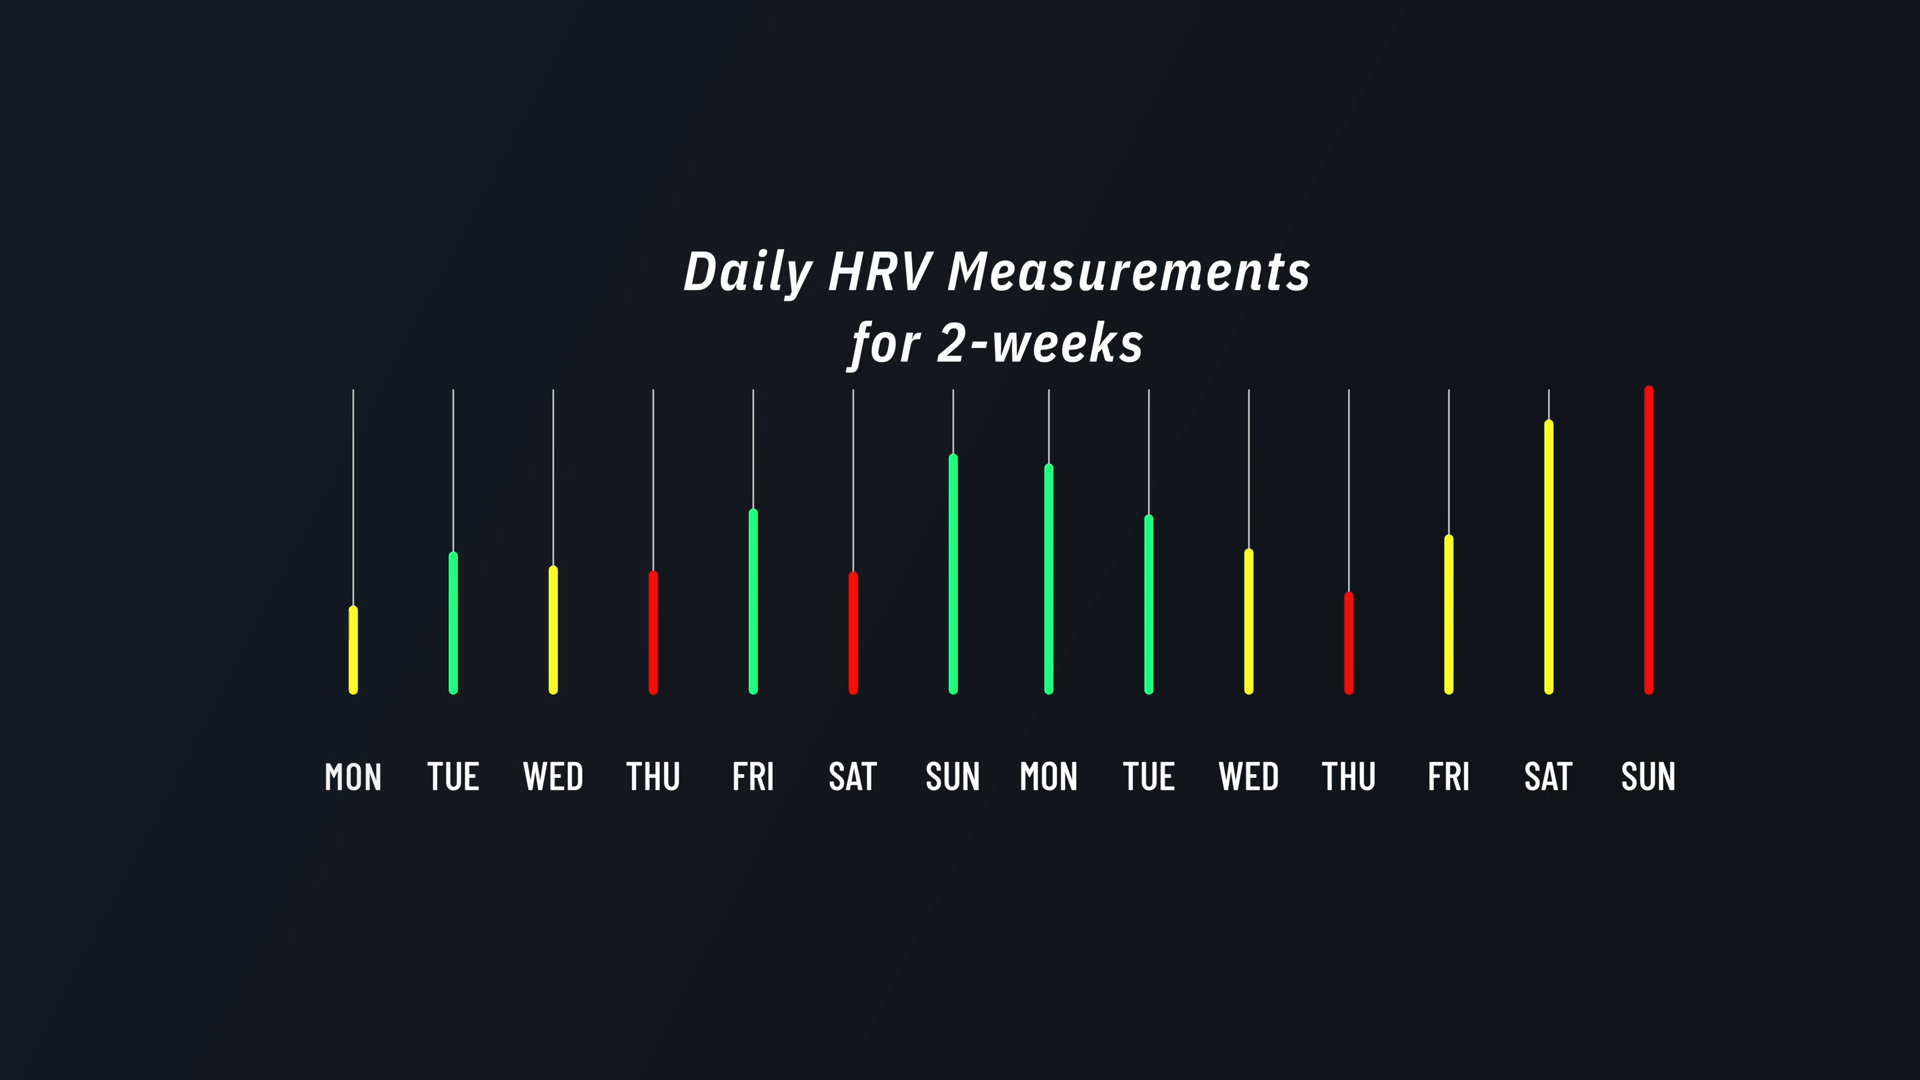 Daily HRV Measurements
for 2-weeks
MON TUE WED THU FRI SAT SUN MON TUE WED THU FRI SAT SUN